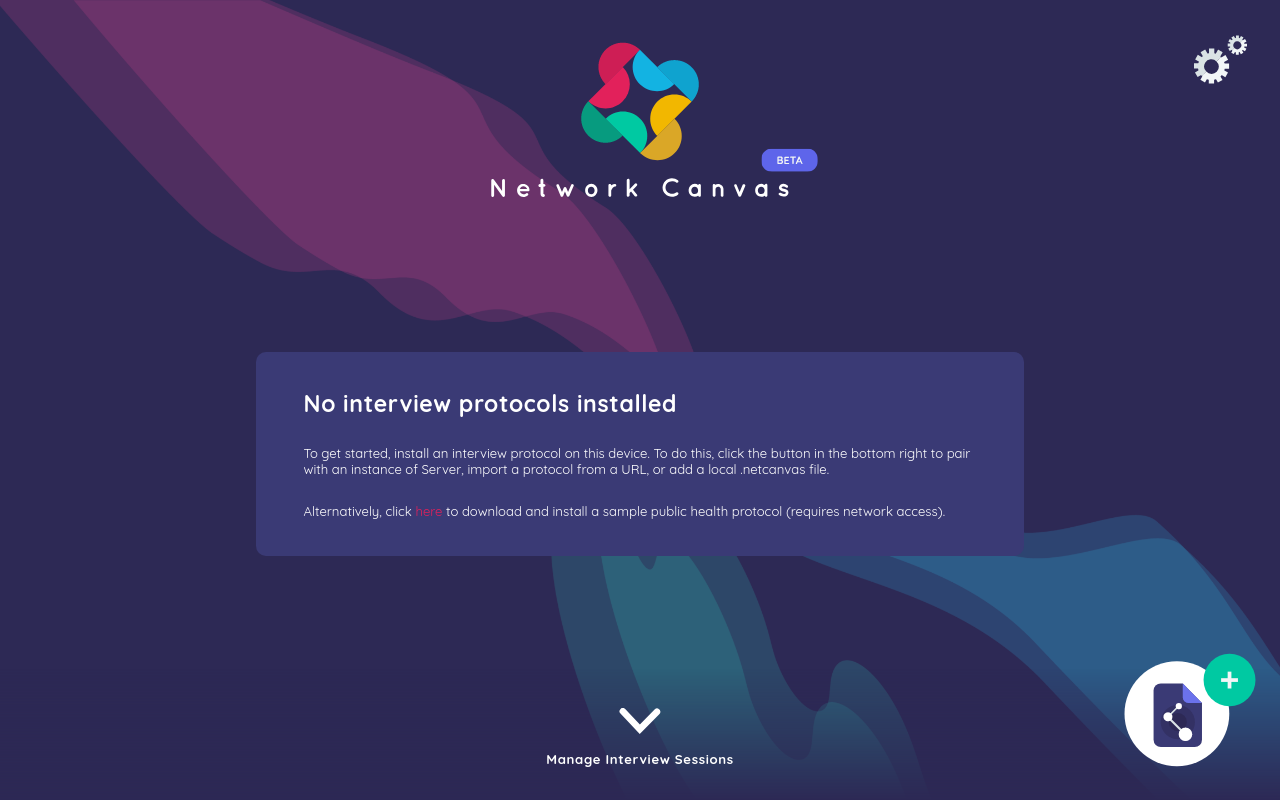 BETA
Network Canvas
No interview protocols installed
To get started, install an interview protocol on this device. To do this, click the button in the bottom right to pair
with an instance of Server, import a protocol from a URL, or add a local .netcanvas file.
Alternatively, click here to download and install a sample public health protocol (requires network access).
Manage Interview Sessions